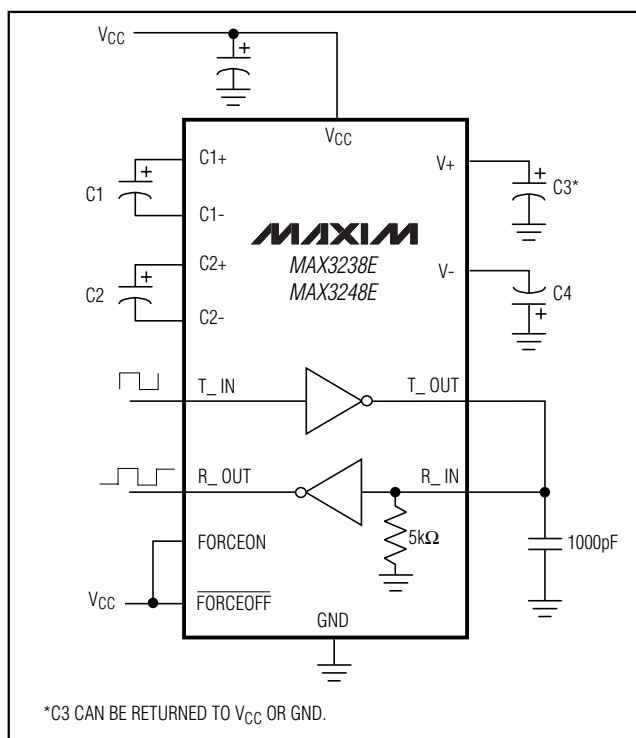 VCC
VCC
C1+
V+
C1
C3*
C1-
MAXIM
C2+
MAX3238E
V-
MAX3248E
C2
C4
C2-
T_ IN
T_ OUT
R_ OUT
R_ IN
5kΩ
1000pF
FORCEON
VCC
FORCEOFF
GND
*C3 CAN BE RETURNED TO VCC OR GND.